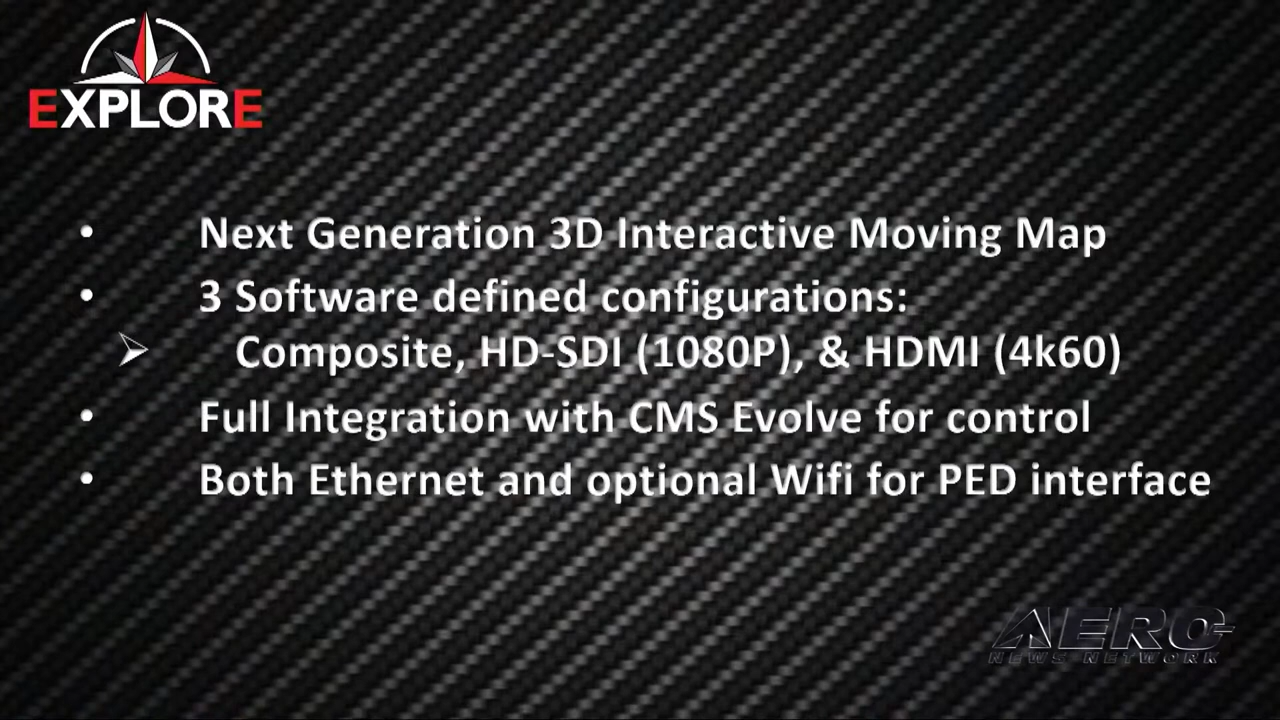 EXPLORE
• Next Generation 3D Interactive Moving Map
• 3 Software defined configurations:
➢ Composite, HD-SDI (1080P), & HDMI (4k60)
• Full Integration with CMS Evolve for control
• Both Ethernet and optional Wifi for PED interface
AERO
NEWS NETWORK